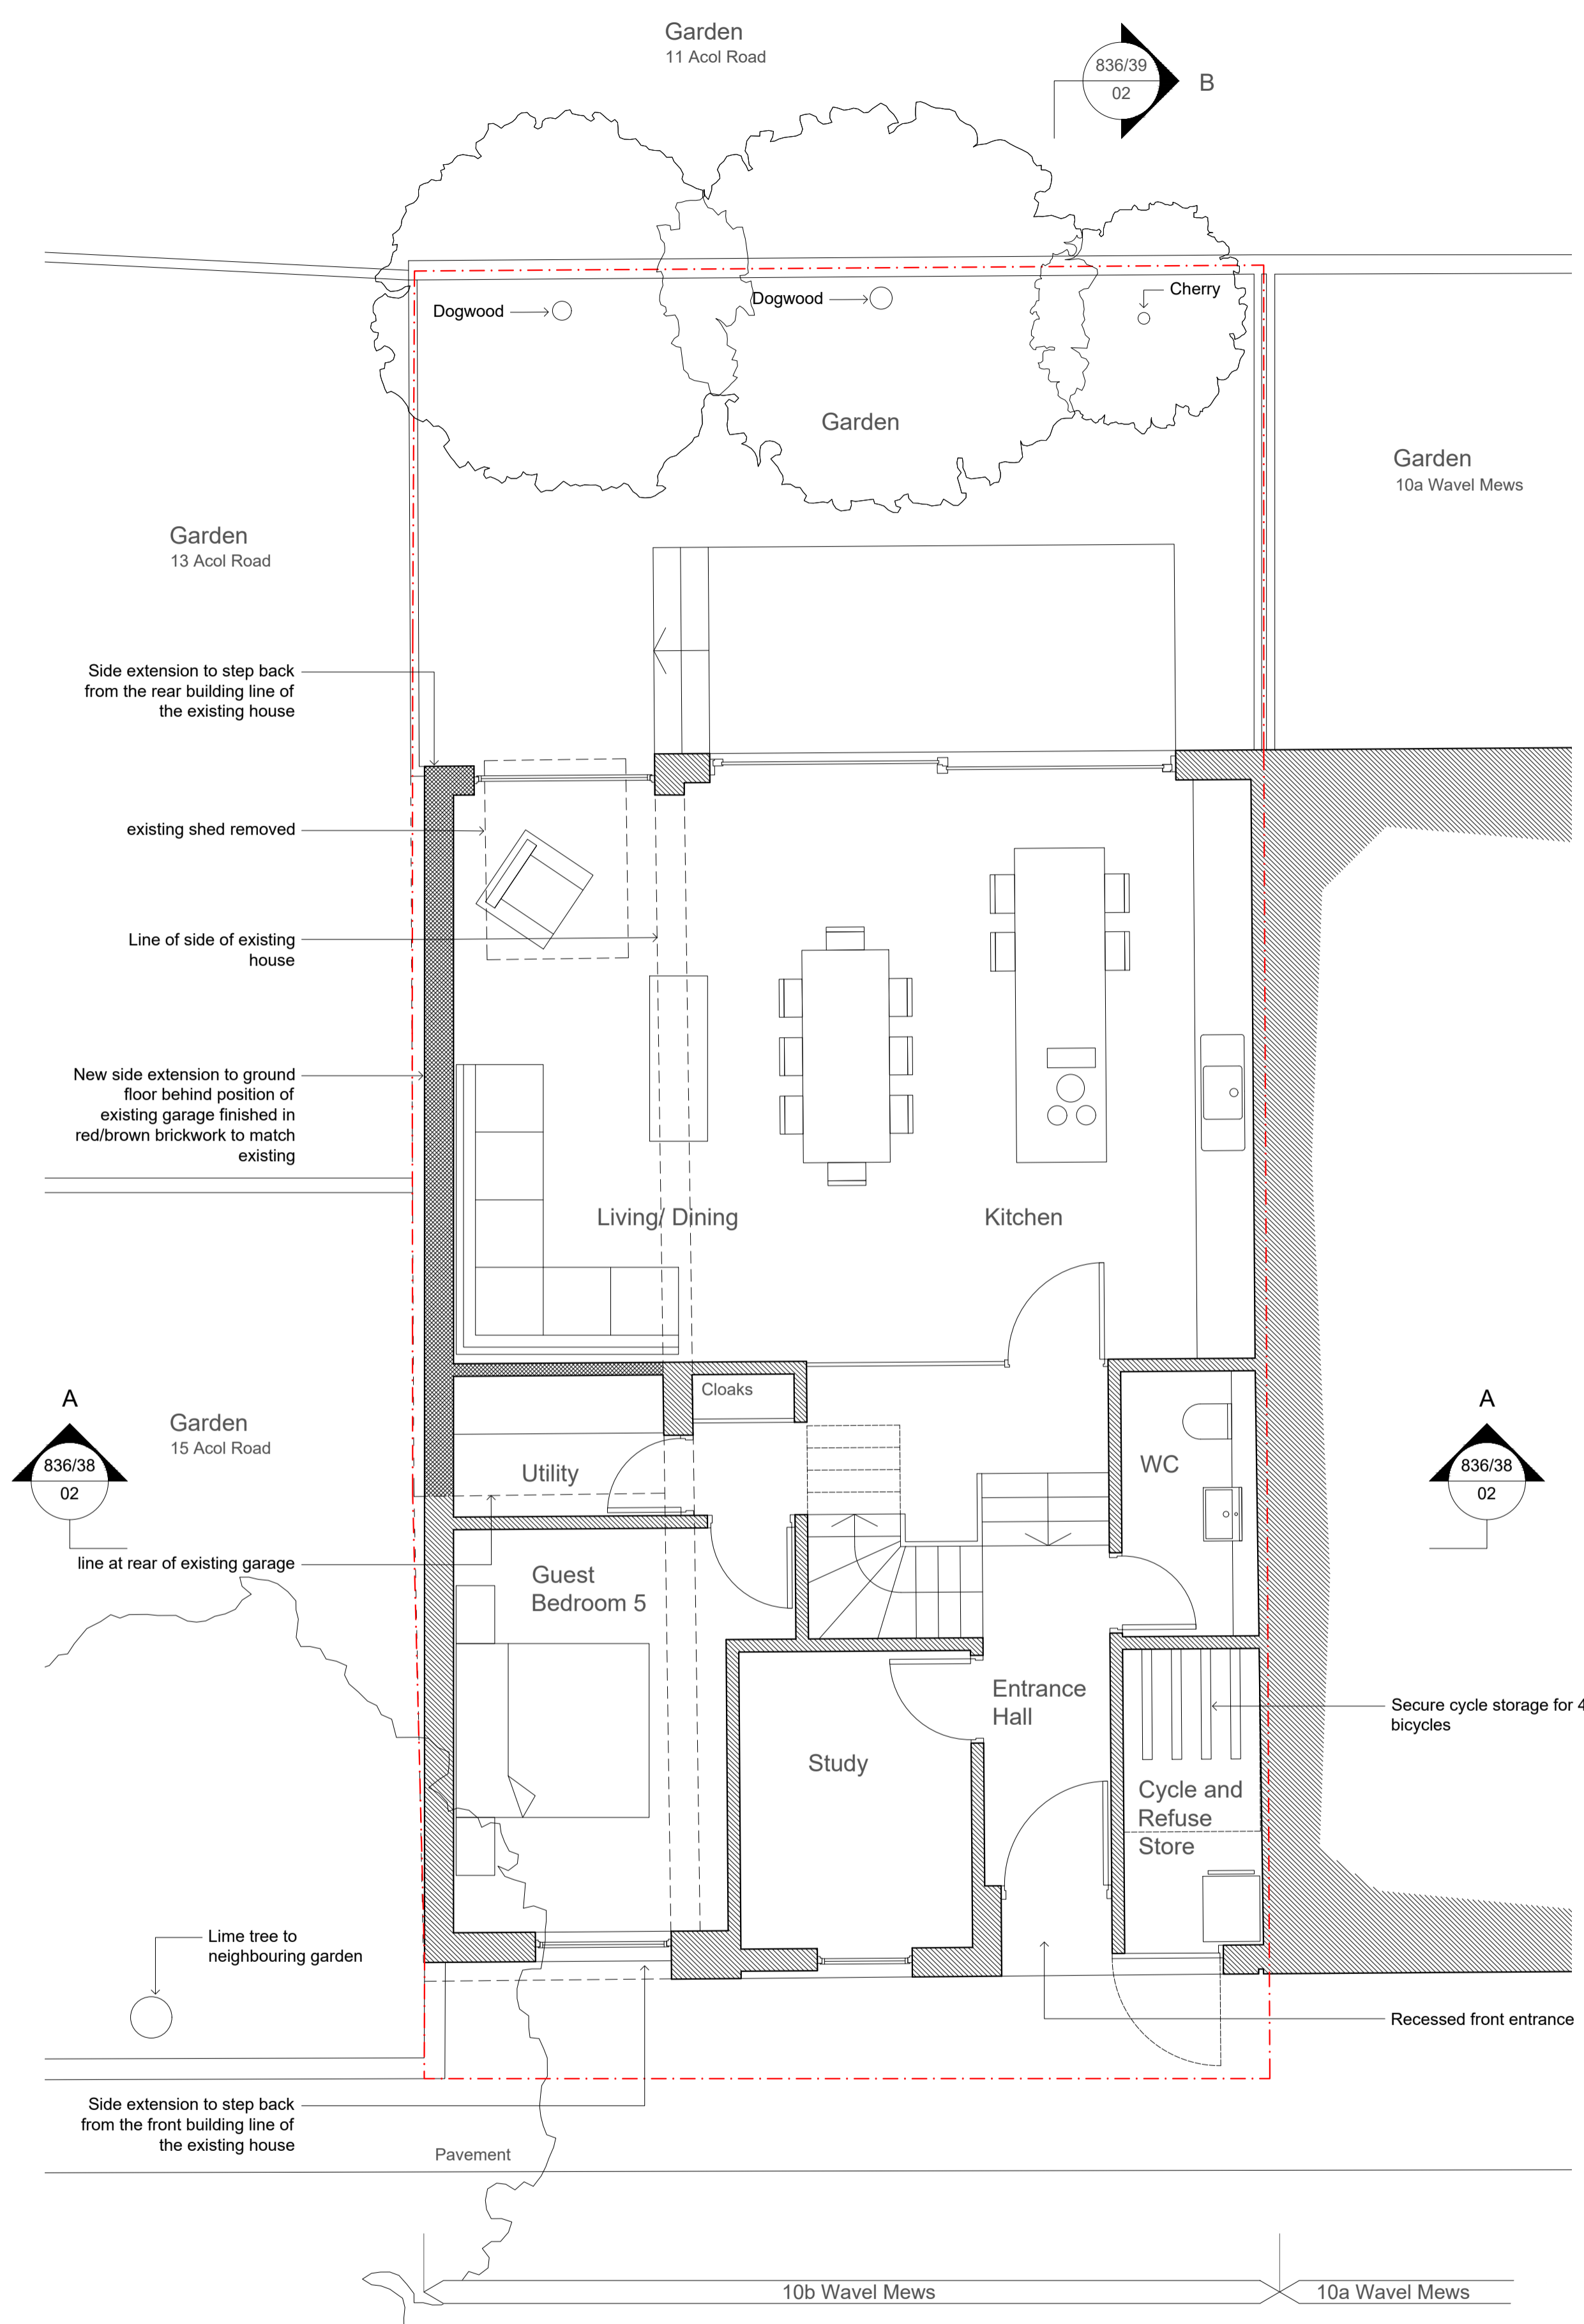 Garden
11 Acol Road
836/39
02
B
Dogwood
Dogwood
Cherry
Garden
Garden
10a Wavel Mews
Garden
13 Acol Road
Side extension to step back
from the rear building line of
the existing house
existing shed removed
Line of side of existing
house
New side extension to ground
floor behind position of
existing garage finished in
red/brown brickwork to match
existing
Living/ Dining
Kitchen
Cloaks
A
836/38
02
Garden
15 Acol Road
Utility
WC
A
836/38
02
line at rear of existing garage
Guest
Bedroom 5
Entrance
Hall
Secure cycle storage for 4
bicycles
Study
Cycle and
Refuse
Store
Lime tree to
neighbouring garden
Recessed front entrance
Side extension to step back
from the front building line of
the existing house
Pavement
10b Wavel Mews
10a Wavel Mews